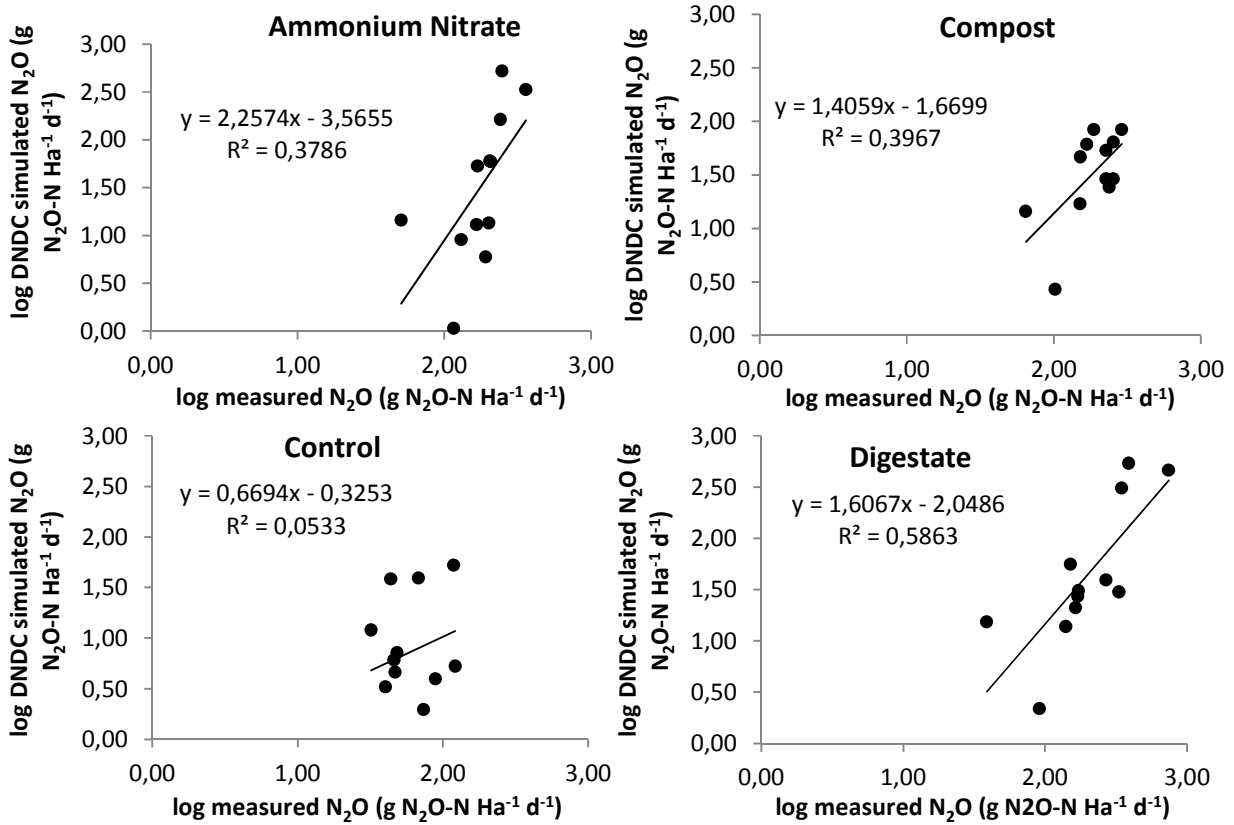 Ammonium Nitrate
log DNDC simulated N₂O (g
N₂O-N Ha⁻¹ d⁻¹)
3,00
2,50
2,00
1,50
1,00
0,50
0,00
y = 2,2574x - 3,5655
R² = 0,3786
0,00 1,00 2,00 3,00
log measured N₂O (g N₂O-N Ha⁻¹ d⁻¹)
Compost
log DNDC simulated N₂O (g
N₂O-N Ha⁻¹ d⁻¹)
3,00
2,50
2,00
1,50
1,00
0,50
0,00
y = 1,4059x - 1,6699
R² = 0,3967
0,00 1,00 2,00 3,00
log measured N₂O (g N₂O-N Ha⁻¹ d⁻¹)
Control
log DNDC simulated N₂O (g
N₂O-N Ha⁻¹ d⁻¹)
3,00
2,50
2,00
1,50
1,00
0,50
0,00
y = 0,6694x - 0,3253
R² = 0,0533
0,00 1,00 2,00 3,00
log measured N₂O (g N₂O-N Ha⁻¹ d⁻¹)
Digestate
log DNDC simulated N₂O (g
N₂O-N Ha⁻¹ d⁻¹)
3,00
2,50
2,00
1,50
1,00
0,50
0,00
y = 1,6067x - 2,0486
R² = 0,5863
0,00 1,00 2,00 3,00
log measured N₂O (g N2O-N Ha⁻¹ d⁻¹)